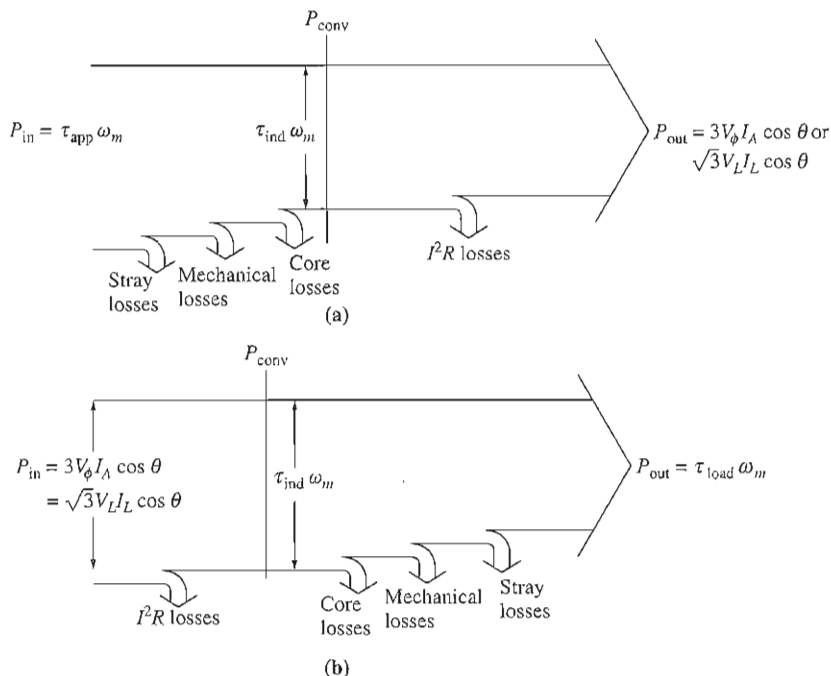 P_conv
P_in = τ_app ω_m
τ_ind ω_m
P_out = 3V_ϕ I_A cos θ or
√3V_L I_L cos θ
Stray
losses
Mechanical
losses
Core
losses
I²R losses
(a)
P_conv
P_in = 3V_ϕ I_A cos θ
= √3V_L I_L cos θ
τ_ind ω_m
P_out = τ_load ω_m
I²R losses
Core
losses
Mechanical
losses
Stray
losses
(b)